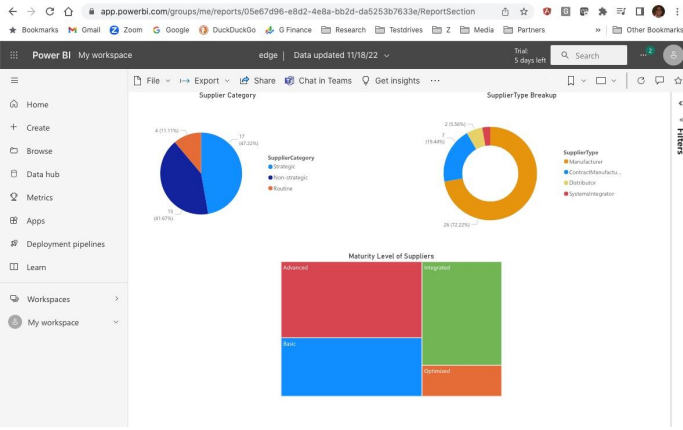 app.powerbi.com/groups/me/reports/05e67d96-e8d2-4e8a-bb2d-da5253b7633e/ReportSection
Bookmarks Gmail Zoom Google DuckDuckGo G Finance Research Testdrives Z Media Partners » Other Bookmarks
Power BI My workspace edge | Data updated 11/18/22 Trial: 5 days left Search 2
File Export Share Chat in Teams Get insights ...
Home
Create
Browse
Data hub
Metrics
Apps
Deployment pipelines
Learn
Workspaces
My workspace
Supplier Category
4 (11.11%)
17 (47.22%)
15 (41.67%)
SupplierCategory
Strategic
Non-strategic
Routine
SupplierType Breakup
2 (5.56%)
7 (19.44%)
26 (72.22%)
SupplierType
Manufacturer
ContractManufactu...
Distributor
SystemsIntegrator
Filters
Maturity Level of Suppliers
Advanced
Integrated
Basic
Optimized